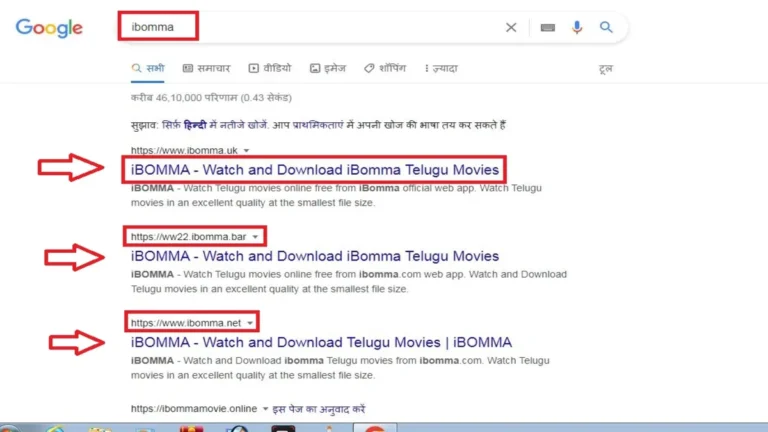 Google
ibomma
सभी समाचार वीडियो इमेज शॉपिंग ज़्यादा टूल
करीब 46,10,000 परिणाम (0.43 सेकंड)
सुझाव: सिर्फ़ हिन्दी में नतीजे खोजें. आप प्राथमिकताएं में अपनी खोज की भाषा तय कर सकते हैं
https://www.ibomma.uk
iBOMMA - Watch and Download iBomma Telugu Movies
iBOMMA - Watch Telugu movies online free from iBomma official web app. Watch Telugu
movies in an excellent quality at the smallest file size.
https://ww22.ibomma.bar
iBOMMA - Watch and Download iBomma Telugu Movies
iBOMMA - Watch Telugu movies online free from ibomma.com web app. Watch and Download
Telugu movies in an excellent quality at the smallest file size.
https://www.ibomma.net
iBOMMA - Watch and Download Telugu Movies | iBOMMA
iBOMMA - Watch and Download ibomma Telugu movies from ibomma.com. Watch Telugu
movies in an excellent quality at the smallest file size.
https://ibommamovie.online इस पेज का अनुवाद करें